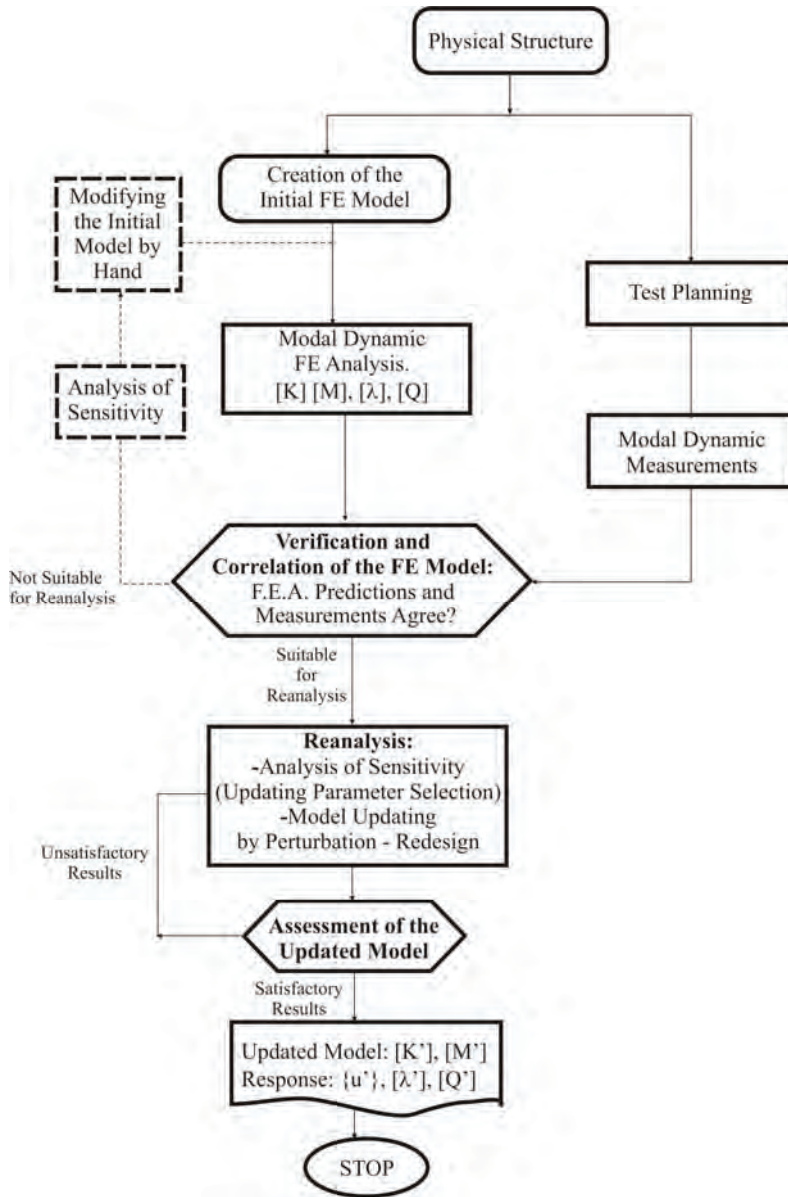 Physical Structure
Creation of the
Initial FE Model
Modifying
the Initial
Model by
Hand
Test Planning
Modal Dynamic
FE Analysis.
[K] [M], [λ], [Q]
Analysis of
Sensitivity
Modal Dynamic
Measurements
Verification and
Correlation of the FE Model:
F.E.A. Predictions and
Measurements Agree?
Not Suitable
for Reanalysis
Suitable
for
Reanalysis
Reanalysis:
-Analysis of Sensitivity
(Updating Parameter Selection)
-Model Updating
by Perturbation - Redesign
Unsatisfactory
Results
Assessment of the
Updated Model
Satisfactory
Results
Updated Model: [K’], [M’]
Response: {u’}, [λ’], [Q’]
STOP